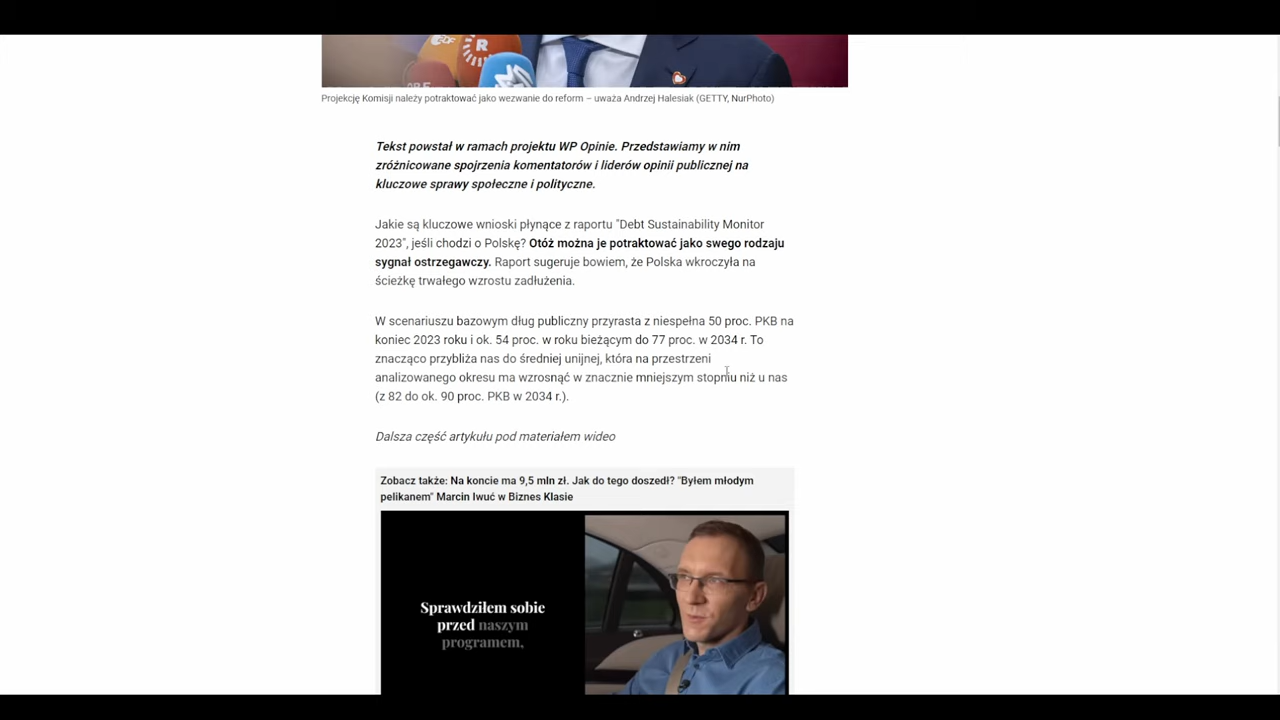 R
Projekcję Komisji należy potraktować jako wezwanie do reform – uważa Andrzej Halesiak (GETTY, NurPhoto)
Tekst powstał w ramach projektu WP Opinie. Przedstawiamy w nim
zróżnicowane spojrzenia komentatorów i liderów opinii publicznej na
kluczowe sprawy społeczne i polityczne.
Jakie są kluczowe wnioski płynące z raportu "Debt Sustainability Monitor
2023", jeśli chodzi o Polskę? Otóż można je potraktować jako swego rodzaju
sygnał ostrzegawczy. Raport sugeruje bowiem, że Polska wkroczyła na
ścieżkę trwałego wzrostu zadłużenia.
W scenariuszu bazowym dług publiczny przyrasta z niespełna 50 proc. PKB na
koniec 2023 roku i ok. 54 proc. w roku bieżącym do 77 proc. w 2034 r. To
znacząco przybliża nas do średniej unijnej, która na przestrzeni
analizowanego okresu ma wzrosnąć w znacznie mniejszym stopniu niż u nas
(z 82 do ok. 90 proc. PKB w 2034 r.).
Dalsza część artykułu pod materiałem wideo
Zobacz także: Na koncie ma 9,5 mln zł. Jak do tego doszedł? "Byłem młodym
pelikanem" Marcin Iwuć w Biznes Klasie
Sprawdziłem sobie
przed naszym
programem,